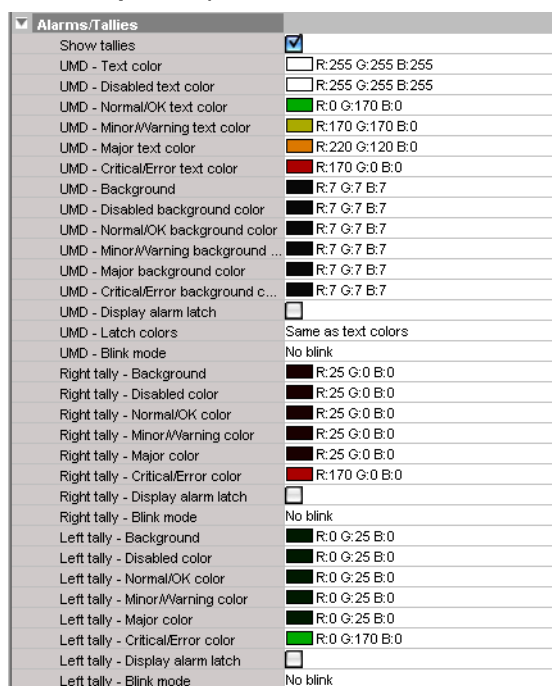 Alarms/Tallies
Show tallies
UMD - Text color R:255 G:255 B:255
UMD - Disabled text color R:255 G:255 B:255
UMD - Normal/OK text color R:0 G:170 B:0
UMD - Minor/Warning text color R:170 G:170 B:0
UMD - Major text color R:220 G:120 B:0
UMD - Critical/Error text color R:170 G:0 B:0
UMD - Background R:7 G:7 B:7
UMD - Disabled background color R:7 G:7 B:7
UMD - Normal/OK background color R:7 G:7 B:7
UMD - Minor/Warning background ... R:7 G:7 B:7
UMD - Major background color R:7 G:7 B:7
UMD - Critical/Error background c... R:7 G:7 B:7
UMD - Display alarm latch
UMD - Latch colors Same as text colors
UMD - Blink mode No blink
Right tally - Background R:25 G:0 B:0
Right tally - Disabled color R:25 G:0 B:0
Right tally - Normal/OK color R:25 G:0 B:0
Right tally - Minor/Warning color R:25 G:0 B:0
Right tally - Major color R:25 G:0 B:0
Right tally - Critical/Error color R:170 G:0 B:0
Right tally - Display alarm latch
Right tally - Blink mode No blink
Left tally - Background R:0 G:25 B:0
Left tally - Disabled color R:0 G:25 B:0
Left tally - Normal/OK color R:0 G:25 B:0
Left tally - Minor/Warning color R:0 G:25 B:0
Left tally - Major color R:0 G:25 B:0
Left tally - Critical/Error color R:0 G:170 B:0
Left tally - Display alarm latch
Left tally - Blink mode No blink